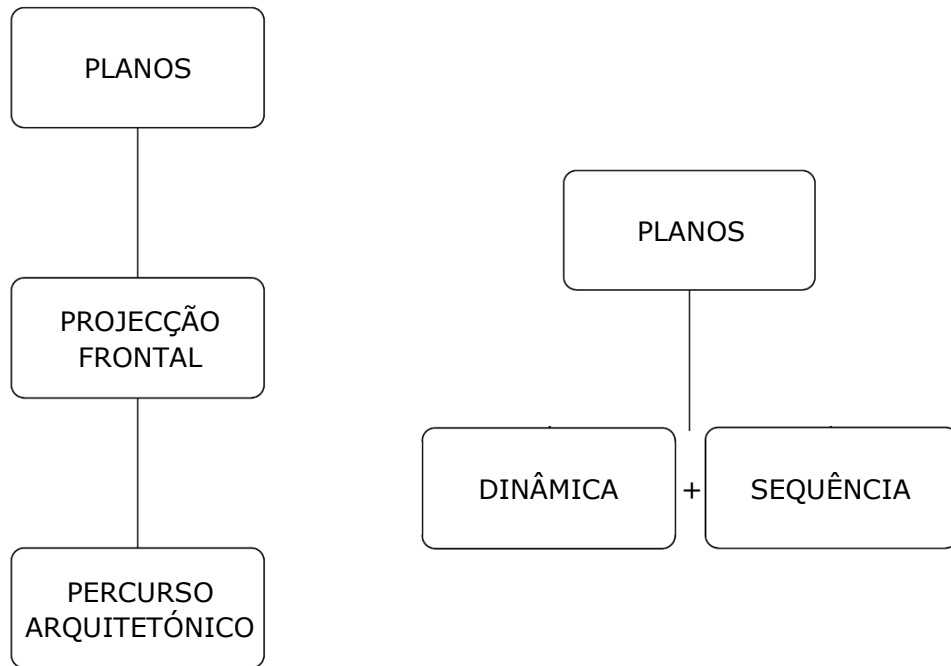 PLANOS
PROJECÇÃO
FRONTAL
PERCURSO
ARQUITETÓNICO
PLANOS
DINÂMICA + SEQUÊNCIA